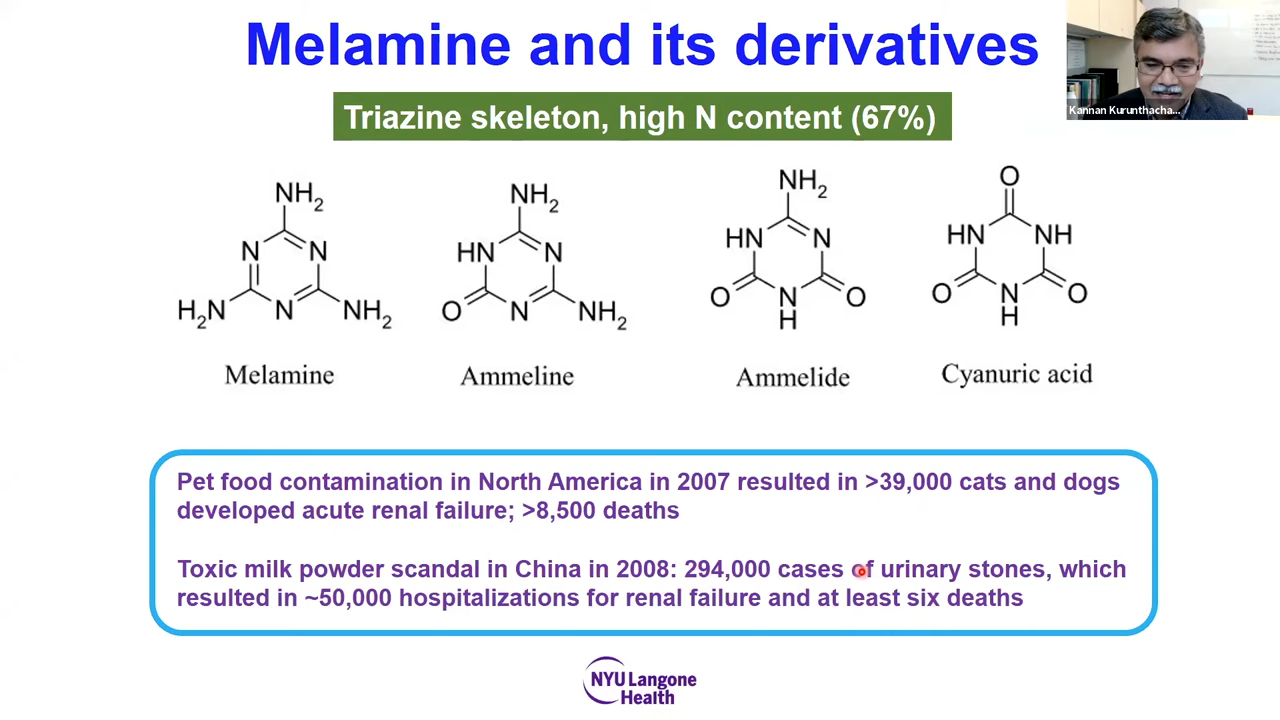 Melamine and its derivatives
Kannan Kurunthacha...
Triazine skeleton, high N content (67%)
NH2
N
N
H2N
N
NH2
Melamine
NH2
HN
N
O
N
NH2
Ammeline
NH2
HN
N
O
N
H
O
Ammelide
O
HN
NH
O
N
H
O
Cyanuric acid
Pet food contamination in North America in 2007 resulted in >39,000 cats and dogs
developed acute renal failure; >8,500 deaths
Toxic milk powder scandal in China in 2008: 294,000 cases of urinary stones, which
resulted in ~50,000 hospitalizations for renal failure and at least six deaths
NYU Langone
Health